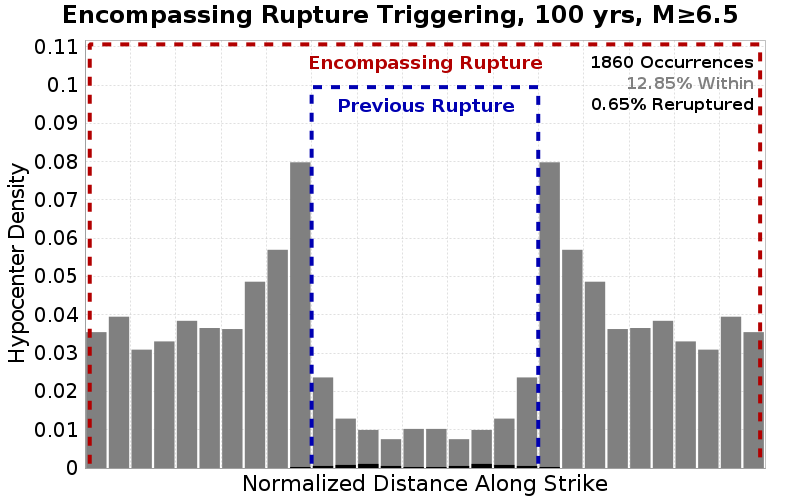 Encompassing Rupture Triggering, 100 yrs, M≥6.5
Encompassing Rupture
Previous Rupture
1860 Occurrences
12.85% Within
0.65% Reruptured
Hypocenter Density
0.11
0.1
0.09
0.08
0.07
0.06
0.05
0.04
0.03
0.02
0.01
0
Normalized Distance Along Strike